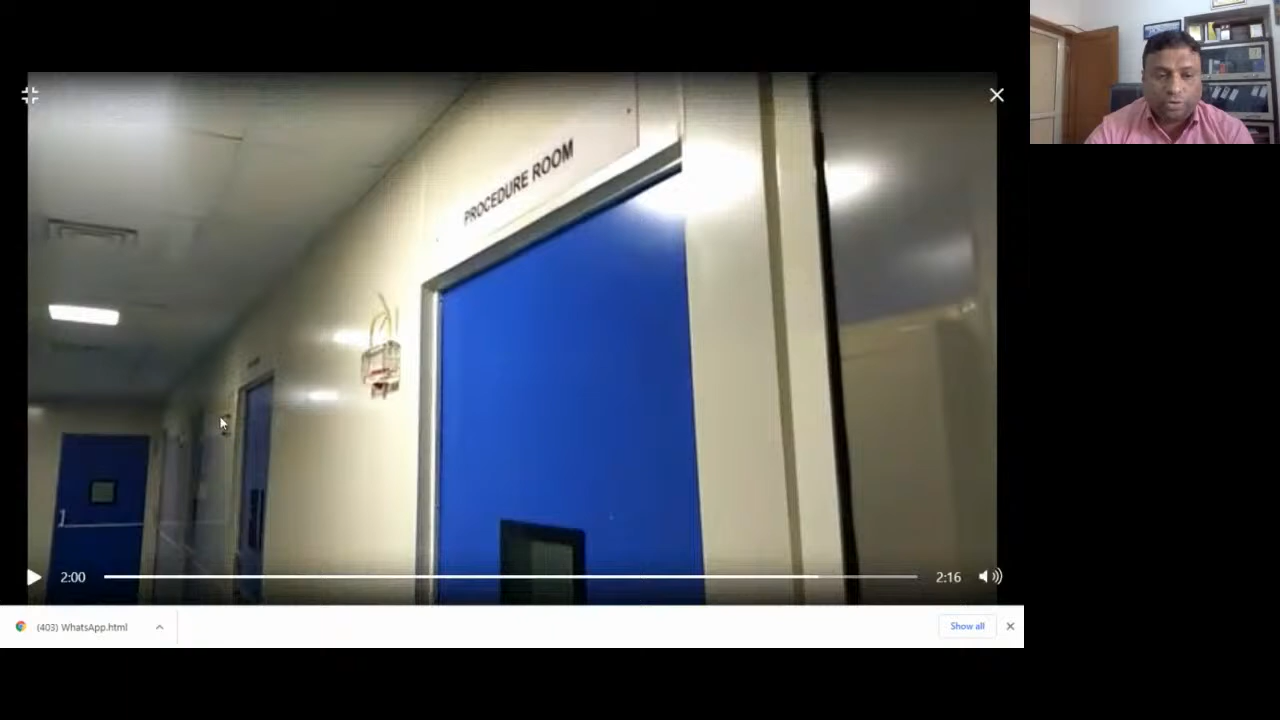 PROCEDURE ROOM
2:00
2:16
(403) WhatsApp.html
Show all